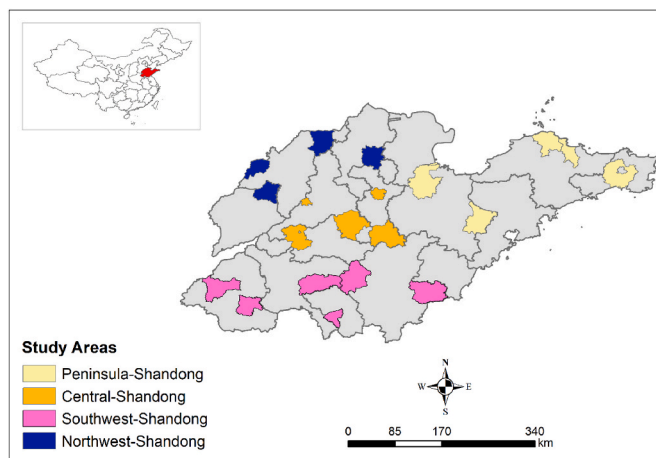 N
W E
S
Study Areas
Peninsula-Shandong
Central-Shandong
Southwest-Shandong
Northwest-Shandong
0 85 170 340
km